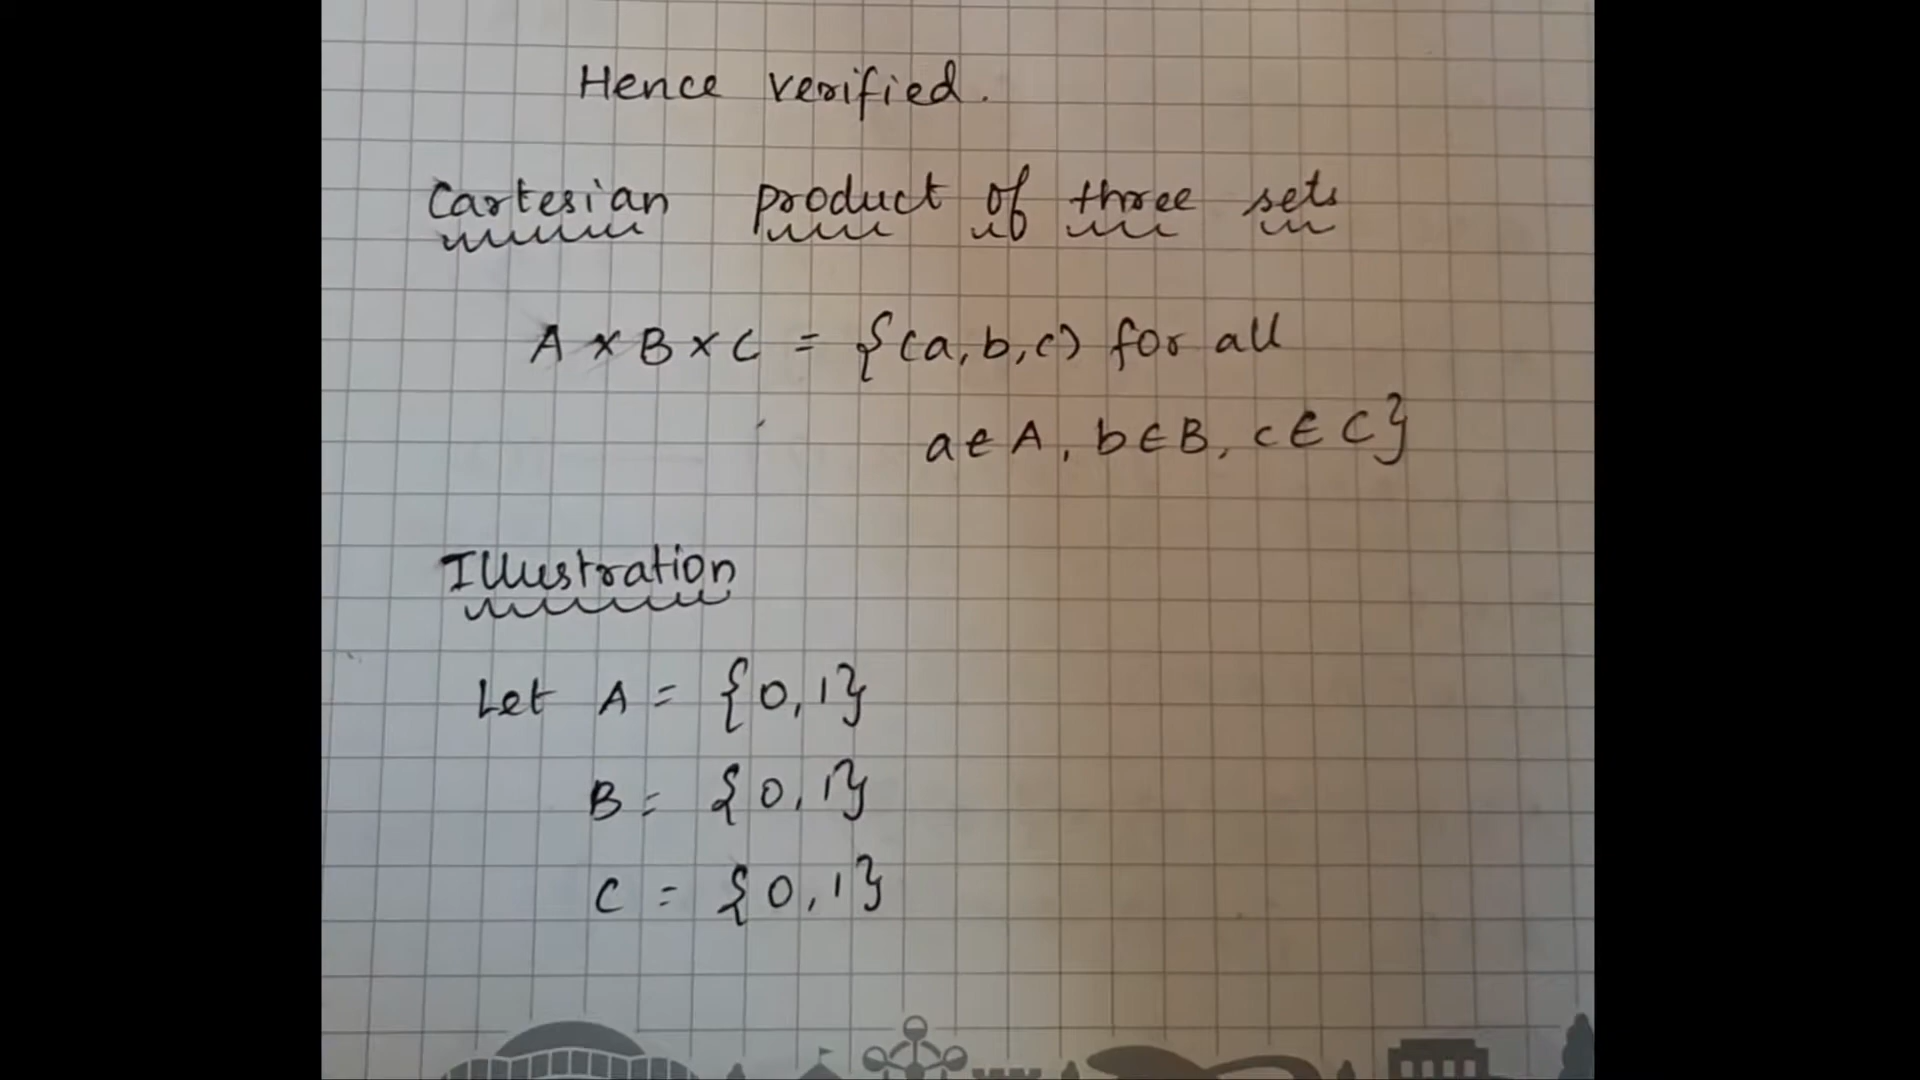 Hence verified.
Cartesian product of three sets
A × B × C = {(a, b, c) for all
a ∈ A, b ∈ B, c ∈ C}
Illustration
Let A = {0, 1}
B = {0, 1}
C = {0, 1}